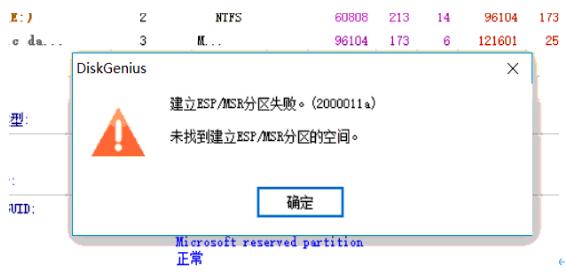 E:) 2 NTFS 60808 213 14 96104 173
c da... 3 M... 96104 173 6 121601 25
DiskGenius
建立ESP/MSR分区失败。(2000011a)
未找到建立ESP/MSR分区的空间。
型:
确定
UID:
Microsoft reserved partition
正常